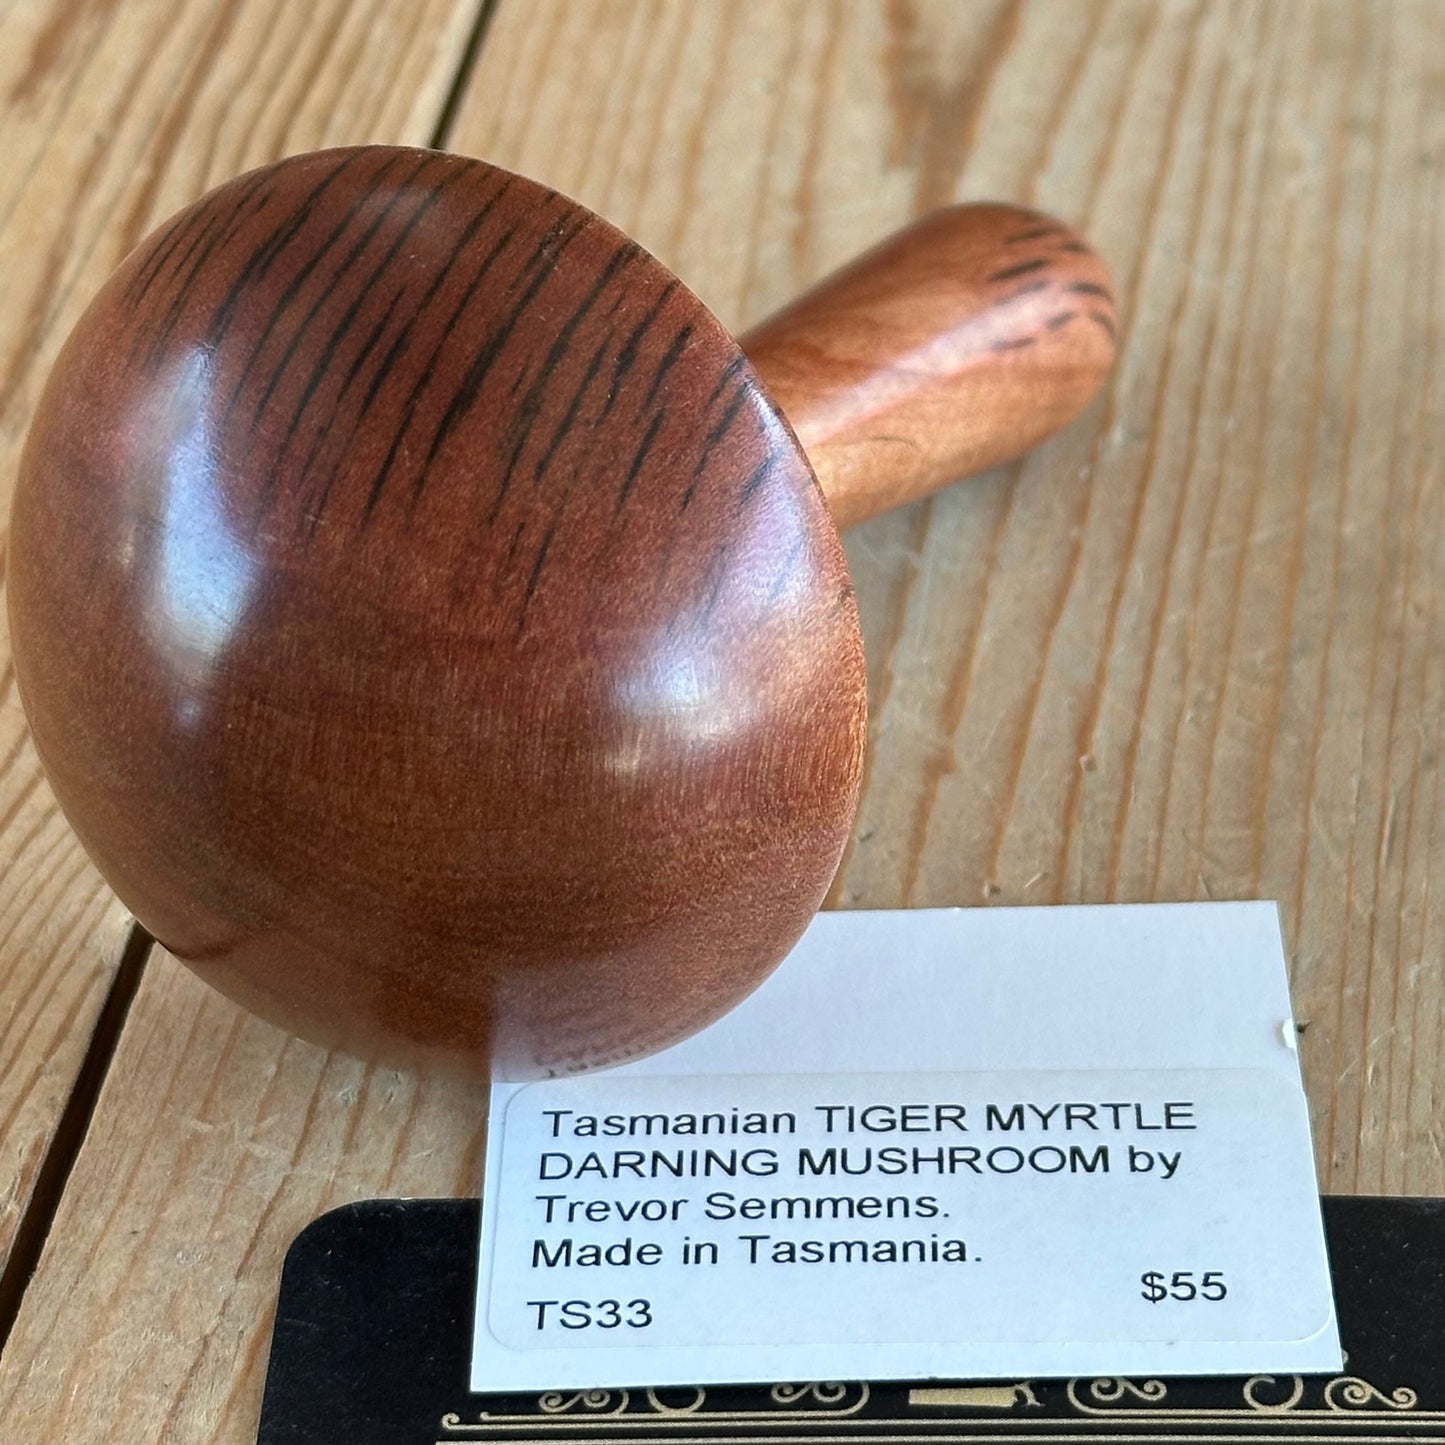 Tasmanian TIGER MYRTLE
DARNING MUSHROOM by
Trevor Semmens.
Made in Tasmania.
$55
TS33